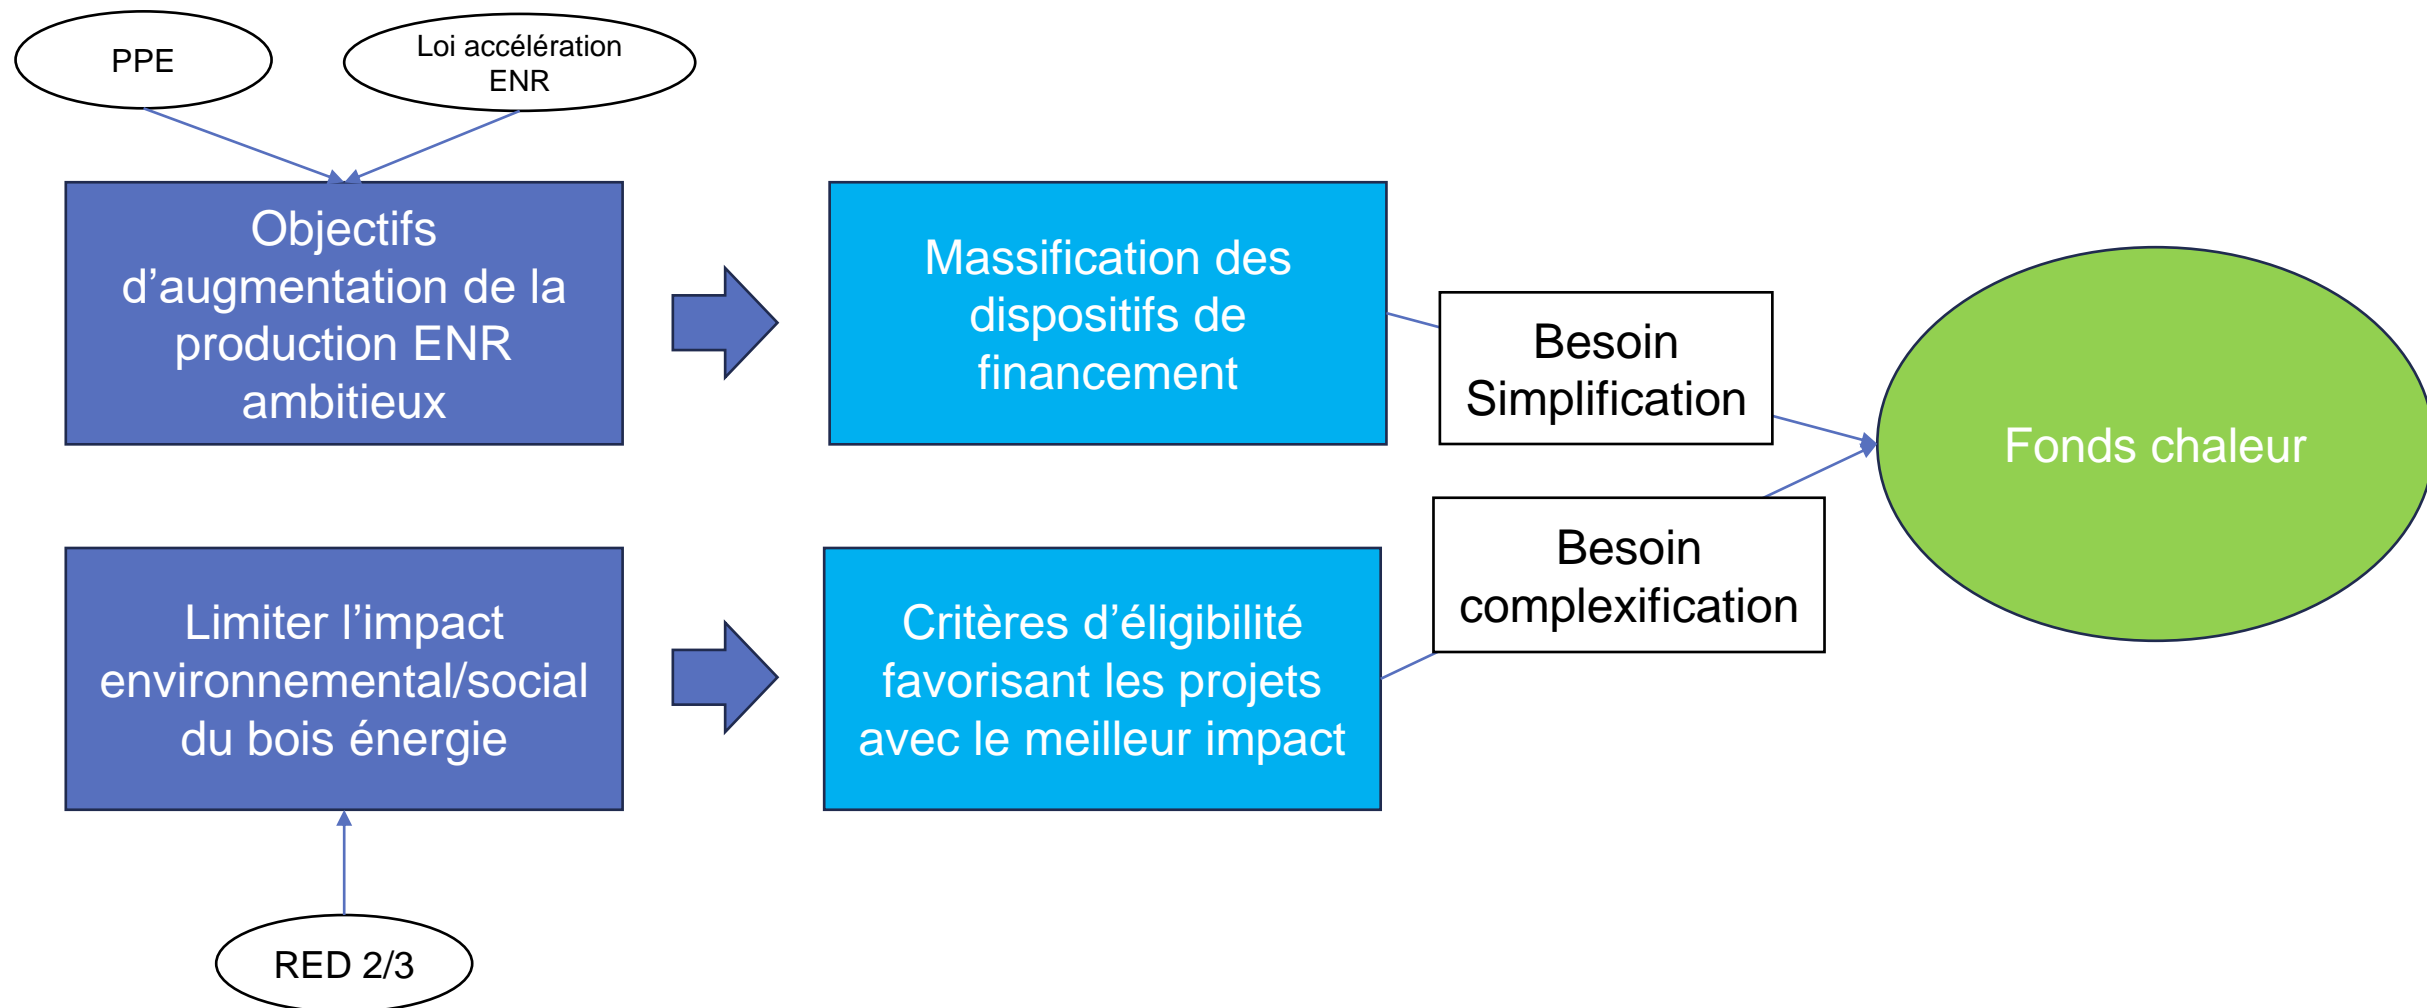 PPE
Loi accélération
ENR
Objectifs
d’augmentation de la
production ENR
ambitieux
Massification des
dispositifs de
financement
Besoin
Simplification
Fonds chaleur
Limiter l’impact
environnemental/social
du bois énergie
Critères d’éligibilité
favorisant les projets
avec le meilleur impact
Besoin
complexification
RED 2/3